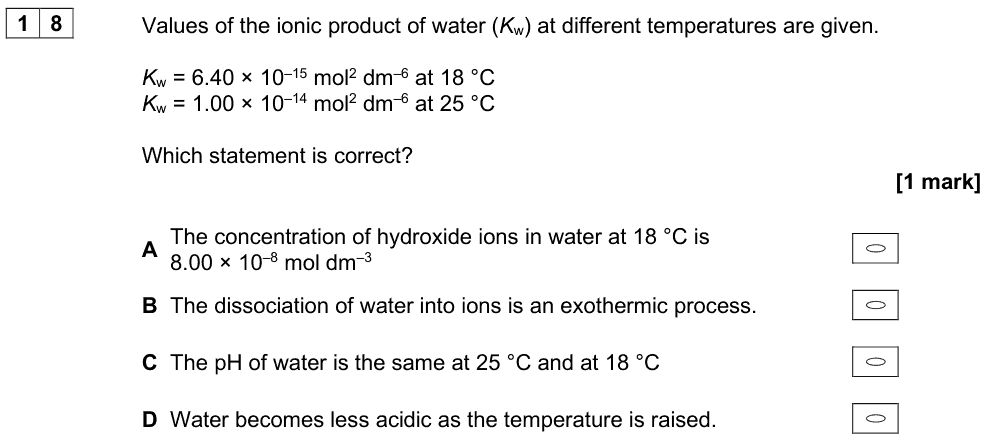 1 8 Values of the ionic product of water (Kw) at different temperatures are given.
Kw = 6.40 × 10⁻¹⁵ mol² dm⁻⁶ at 18 °C
Kw = 1.00 × 10⁻¹⁴ mol² dm⁻⁶ at 25 °C
Which statement is correct?
[1 mark]
A The concentration of hydroxide ions in water at 18 °C is
8.00 × 10⁻⁸ mol dm⁻³
B The dissociation of water into ions is an exothermic process.
C The pH of water is the same at 25 °C and at 18 °C
D Water becomes less acidic as the temperature is raised.